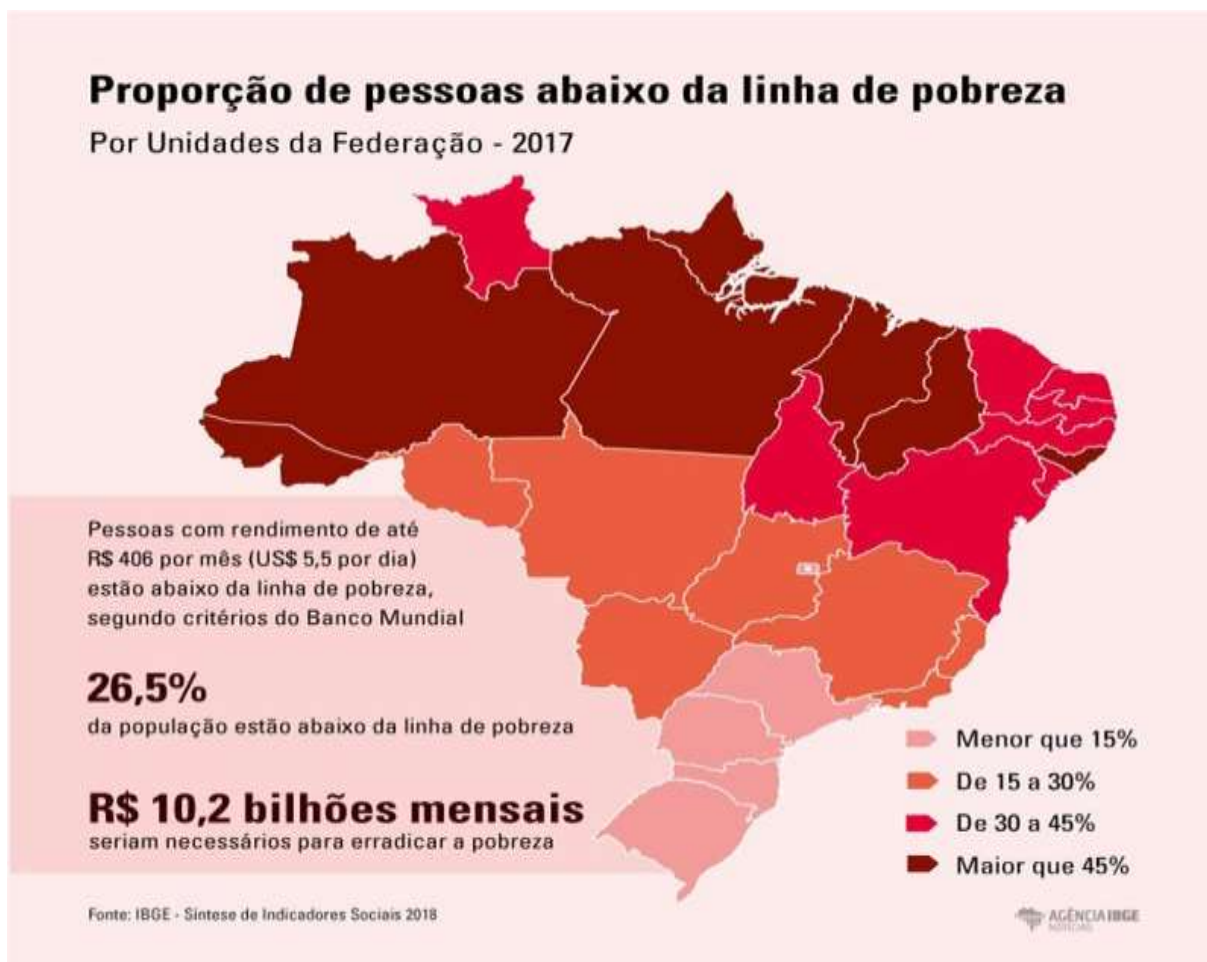 Proporção de pessoas abaixo da linha de pobreza
Por Unidades da Federação - 2017
Pessoas com rendimento de até
R$ 406 por mês (US$ 5,5 por dia)
estão abaixo da linha de pobreza,
segundo critérios do Banco Mundial
26,5%
da população estão abaixo da linha de pobreza
R$ 10,2 bilhões mensais
seriam necessários para erradicar a pobreza
Menor que 15%
De 15 a 30%
De 30 a 45%
Maior que 45%
Fonte: IBGE - Síntese de Indicadores Sociais 2018
AGÊNCIA IBGE
NOTÍCIAS